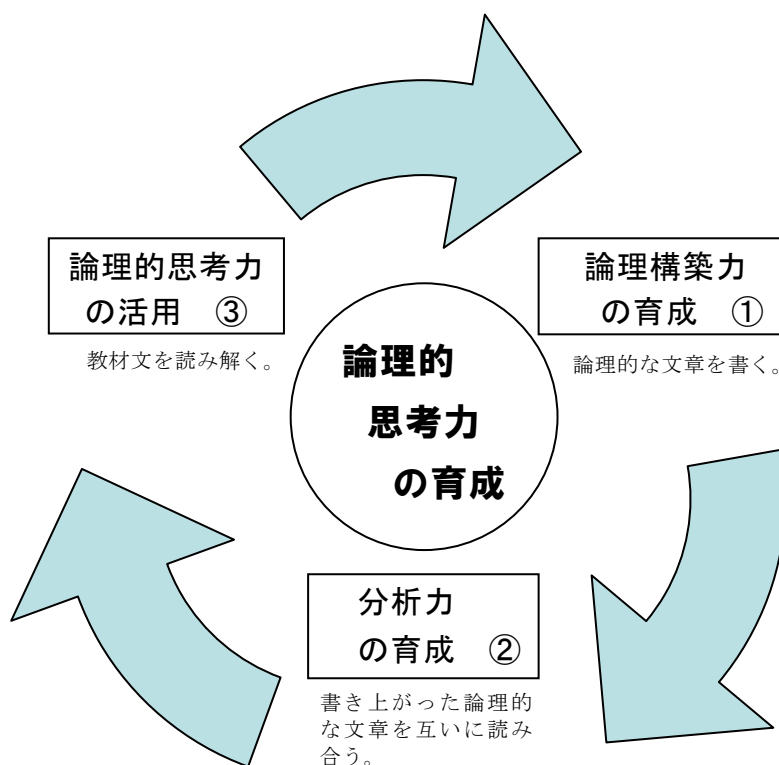 論理的思考力
の活用　③
教材文を読み解く。
論理構築力
の育成　①
論理的な文章を書く。
論理的
思考力
の育成
分析力
の育成　②
書き上がった論理的
な文章を互いに読み
合う。